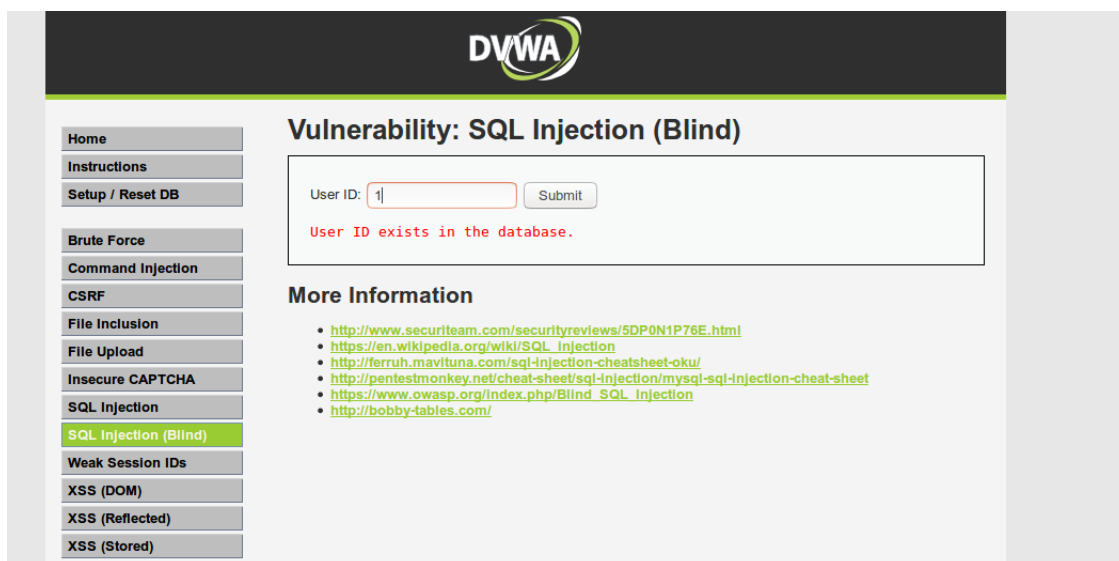 DVWA
Home
Instructions
Setup / Reset DB
Brute Force
Command Injection
CSRF
File Inclusion
File Upload
Insecure CAPTCHA
SQL Injection
SQL Injection (Blind)
Weak Session IDs
XSS (DOM)
XSS (Reflected)
XSS (Stored)
Vulnerability: SQL Injection (Blind)
User ID: 1 Submit
User ID exists in the database.
More Information
http://www.securiteam.com/securityreviews/5DP0N1P76E.html
https://en.wikipedia.org/wiki/SQL_injection
http://ferruh.mavituna.com/sql-injection-cheatsheet-oku/
http://pentestmonkey.net/cheat-sheet/sql-injection/mysql-sql-injection-cheat-sheet
https://www.owasp.org/index.php/Blind_SQL_Injection
http://bobby-tables.com/